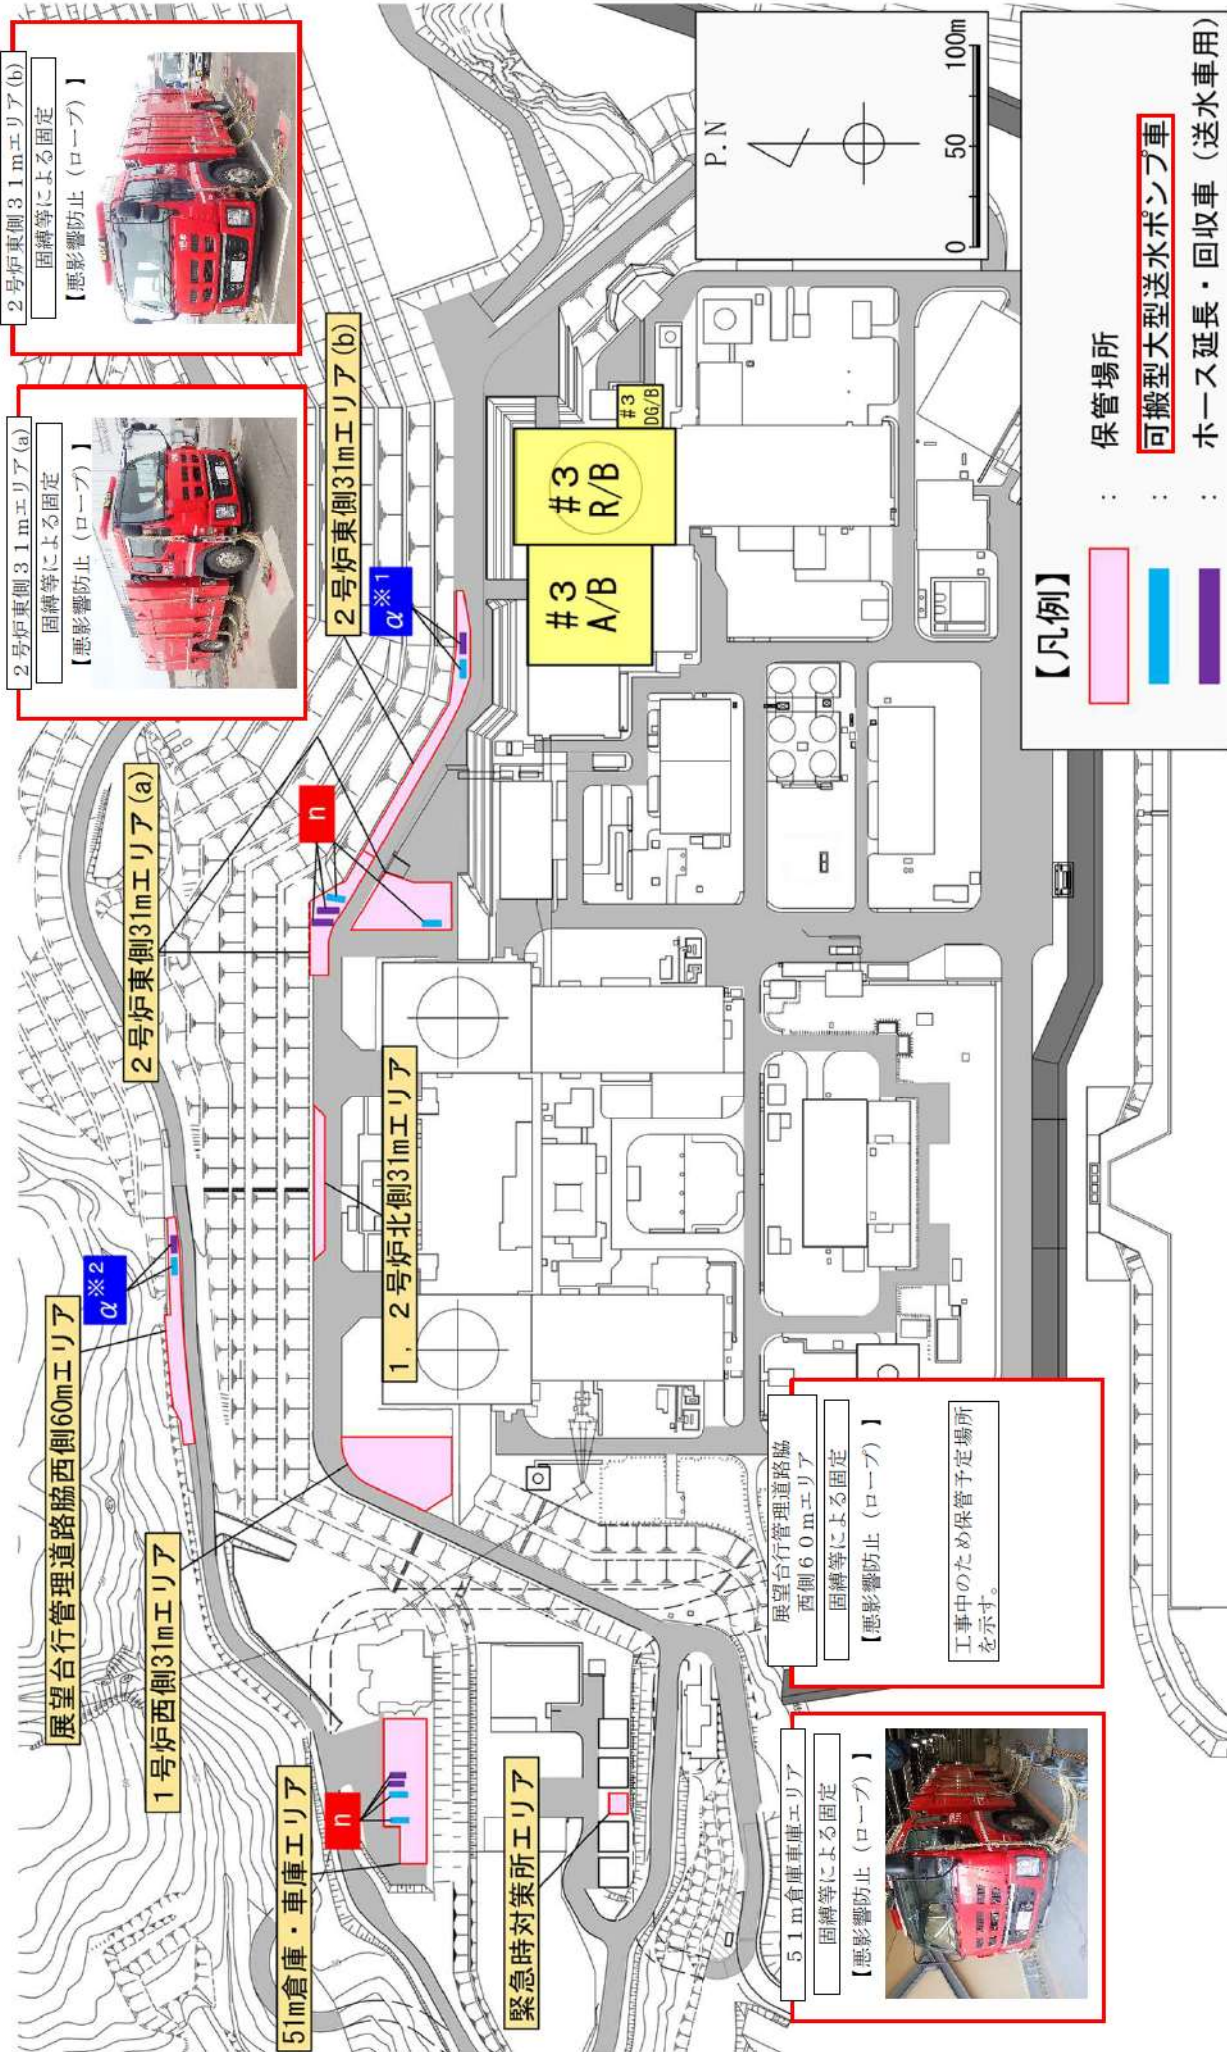 51m倉庫・車庫エリア
1号炉西側31mエリア
展望台行管理道路脇西側60mエリア
2号炉東側31mエリア(a)
2号炉東側31mエリア(a)
固縛等による固定
【悪影響防止（ロープ）】
2号炉東側31mエリア(b)
固縛等による固定
【悪影響防止（ロープ）】
n
α※2
n
2号炉東側31mエリア(b)
α※1
緊急時対策所エリア
1，2号炉北側31mエリア
#3
A/B
#3
R/B
#3
DG/B
P.N
0
50
100m
51m倉庫車庫エリア
固縛等による固定
【悪影響防止（ロープ）】
展望台行管理道路脇
西側60mエリア
固縛等による固定
【悪影響防止（ロープ）】
工事中のため保管予定場所
を示す。
【凡例】
：保管場所
：可搬型大型送水ポンプ車
：ホース延長・回収車（送水車用）